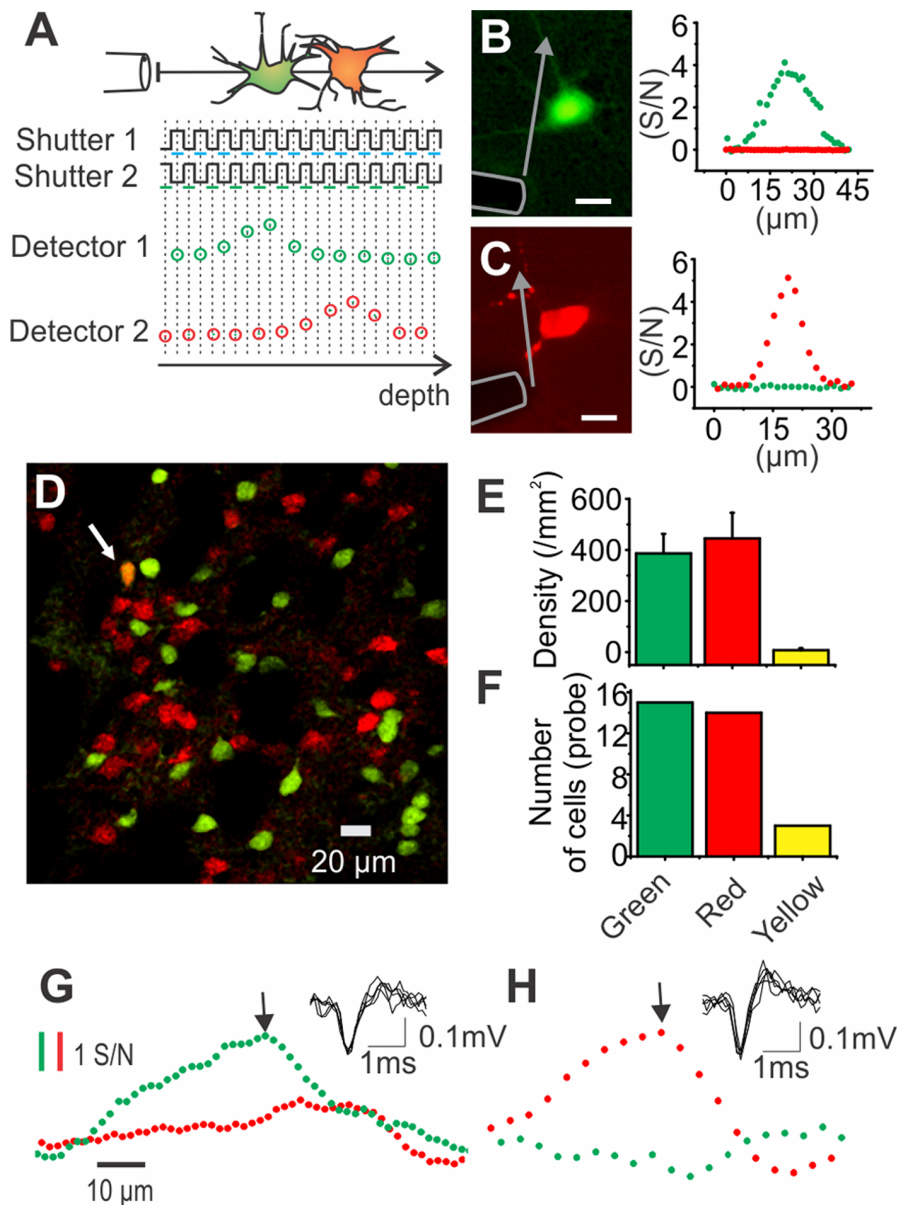 A
Shutter 1
Shutter 2
Detector 1
Detector 2
depth
B
(S/N)
6
4
2
0
0 15 30 45
(µm)
C
(S/N)
6
4
2
0
0 15 30
(µm)
D
20 µm
E
Density (/mm²)
600
400
200
0
F
Number
of cells (probe)
16
12
8
4
0
Green
Red
Yellow
G
1 S/N
0.1mV
1ms
10 µm
H
0.1mV
1ms